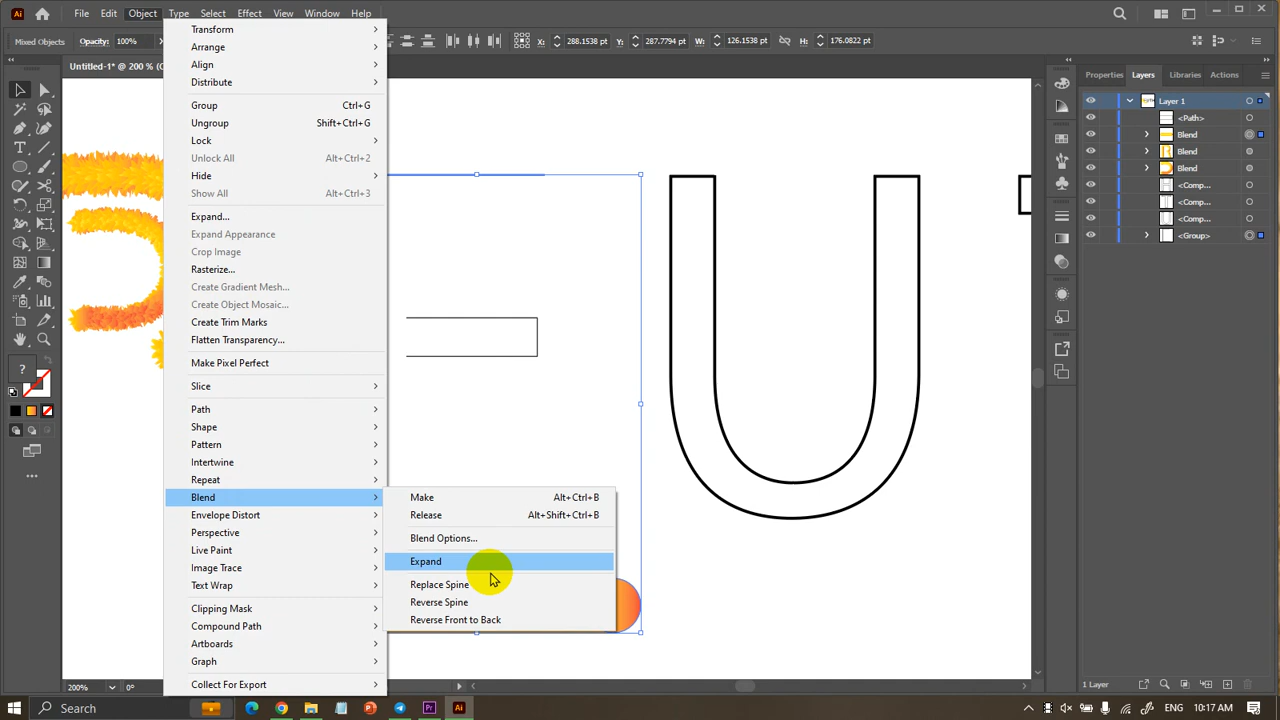 Ai
File Edit Object Type Select Effect View Window Help
Mixed Objects Opacity: 100% X: 288.1538 pt Y: 287.7794 pt W: 126.1538 pt H: 176.0822 pt
Untitled-1* @ 200 % (
Properties Layers Libraries Actions
Transform
Arrange
Align
Distribute
Group Ctrl+G
Ungroup Shift+Ctrl+G
Lock
Unlock All Alt+Ctrl+2
Hide
Show All Alt+Ctrl+3
Expand...
Expand Appearance
Crop Image
Rasterize...
Create Gradient Mesh...
Create Object Mosaic...
Create Trim Marks
Flatten Transparency...
Make Pixel Perfect
Slice
Path
Shape
Pattern
Intertwine
Repeat
Blend
Envelope Distort
Perspective
Live Paint
Image Trace
Text Wrap
Clipping Mask
Compound Path
Artboards
Graph
Collect For Export
Make Alt+Ctrl+B
Release Alt+Shift+Ctrl+B
Blend Options...
Expand
Replace Spine
Reverse Spine
Reverse Front to Back
U
Layer 1
<Path>
Blend
Blend
Blend
<Comp...
<Comp...
<Comp...
<Group>
?
200% 0°
1 Layer
Search Pr Ai 10:17 AM